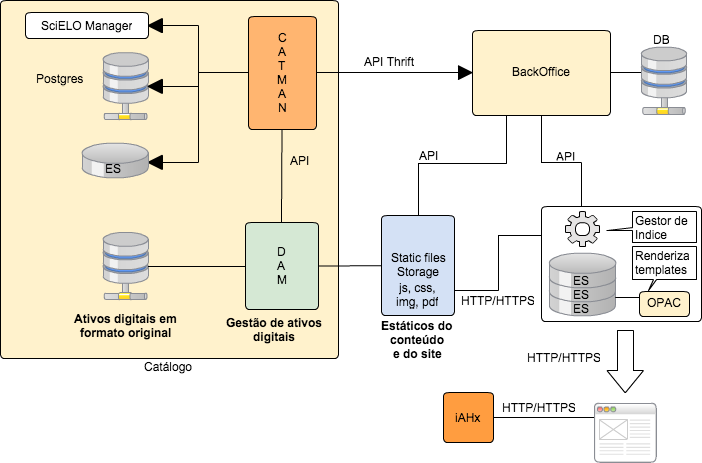 SciELO Manager
Postgres
ES
C
A
T
M
A
N
API Thrift
BackOffice
DB
API
API
API
D
A
M
Ativos digitais em
formato original
Gestão de ativos
digitais
Catálogo
Static files
Storage
js, css,
img, pdf
Estáticos do
conteúdo
e do site
HTTP/HTTPS
Gestor de
Indice
Renderiza
templates
ES
ES
ES
OPAC
HTTP/HTTPS
iAHx
HTTP/HTTPS